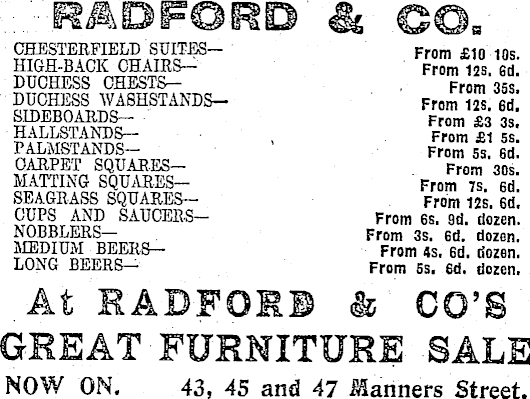 RADFORD & CO.
CHESTERFIELD SUITES— From £10 10s.
HIGH-BACK CHAIRS— From 12s. 6d.
DUCHESS CHESTS— From 35s.
DUCHESS WASHSTANDS— From 12s. 6d.
SIDEBOARDS— From £3 3s.
HALLSTANDS— From £1 5s.
PALMSTANDS— From 5s. 6d.
CARPET SQUARES— From 30s.
MATTING SQUARES— From 7s. 6d.
SEAGRASS SQUARES— From 12s. 6d.
CUPS AND SAUCERS— From 6s. 9d. dozen.
NOBBLERS— From 3s. 6d. dozen.
MEDIUM BEERS— From 4s. 6d. dozen.
LONG BEERS— From 5s. 6d. dozen.
At RADFORD & CO'S
GREAT FURNITURE SALE
NOW ON. 43, 45 and 47 Manners Street.